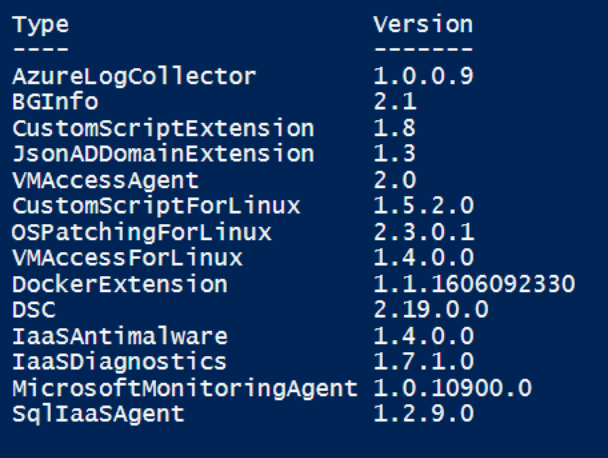 Type Version
---- -------
AzureLogCollector 1.0.0.9
BGInfo 2.1
CustomScriptExtension 1.8
JsonADDomainExtension 1.3
VMAccessAgent 2.0
CustomScriptForLinux 1.5.2.0
OSPatchingForLinux 2.3.0.1
VMAccessForLinux 1.4.0.0
DockerExtension 1.1.1606092330
DSC 2.19.0.0
IaaSAntimalware 1.4.0.0
IaaSDiagnostics 1.7.1.0
MicrosoftMonitoringAgent 1.0.10900.0
SqlIaaSAgent 1.2.9.0